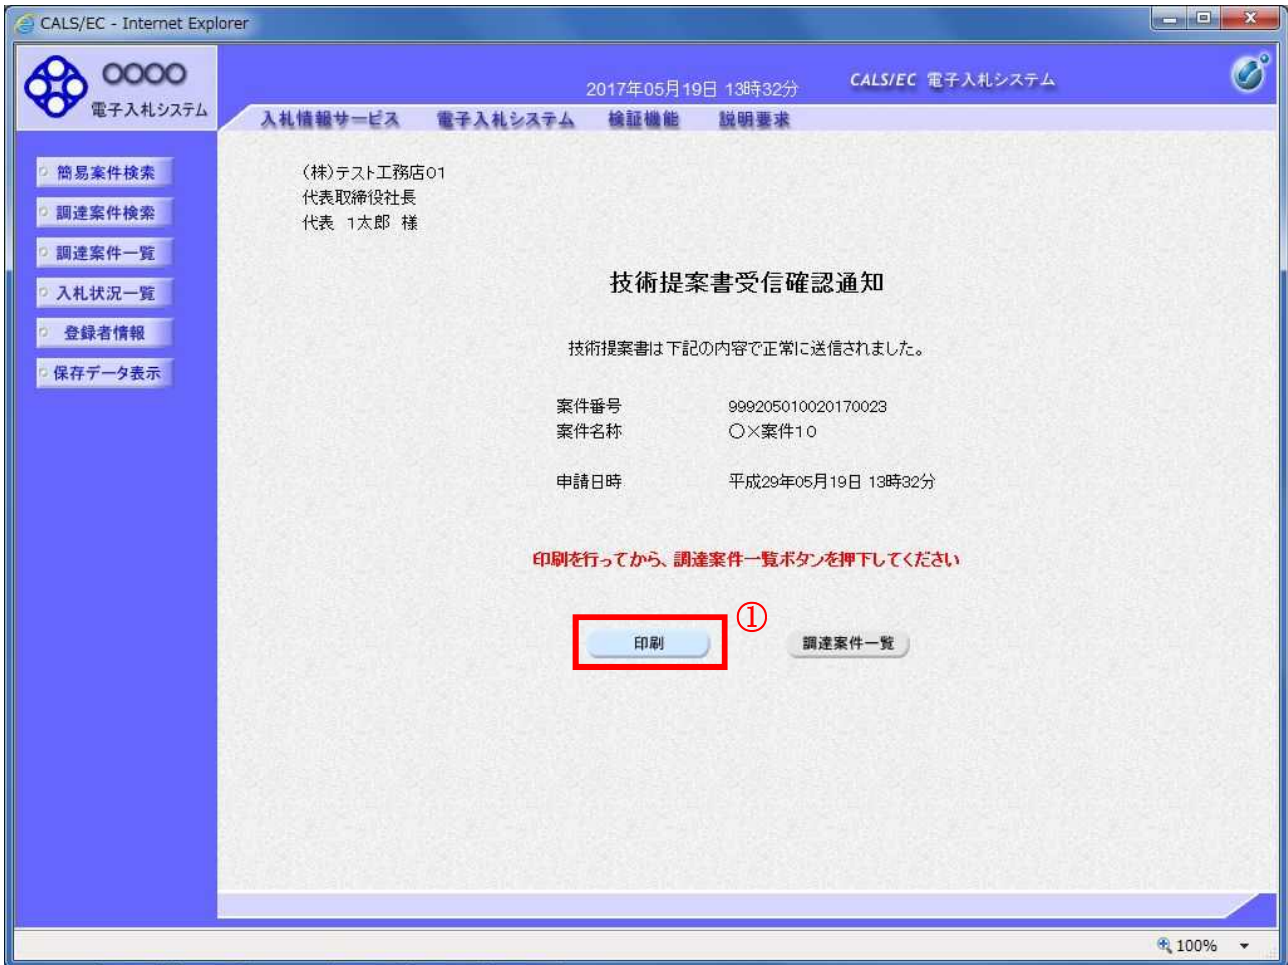 CALS/EC - Internet Explorer
〇〇〇〇
電子入札システム
2017年05月19日 13時32分
CALS/EC 電子入札システム
入札情報サービス 電子入札システム 検証機能 説明要求
簡易案件検索
調達案件検索
調達案件一覧
入札状況一覧
登録者情報
保存データ表示
(株)テスト工務店01
代表取締役社長
代表 1太郎 様
技術提案書受信確認通知
技術提案書は下記の内容で正常に送信されました。
案件番号 999205010020170023
案件名称 〇×案件10
申請日時 平成29年05月19日 13時32分
印刷を行ってから、調達案件一覧ボタンを押下してください
①
印刷 調達案件一覧
100%